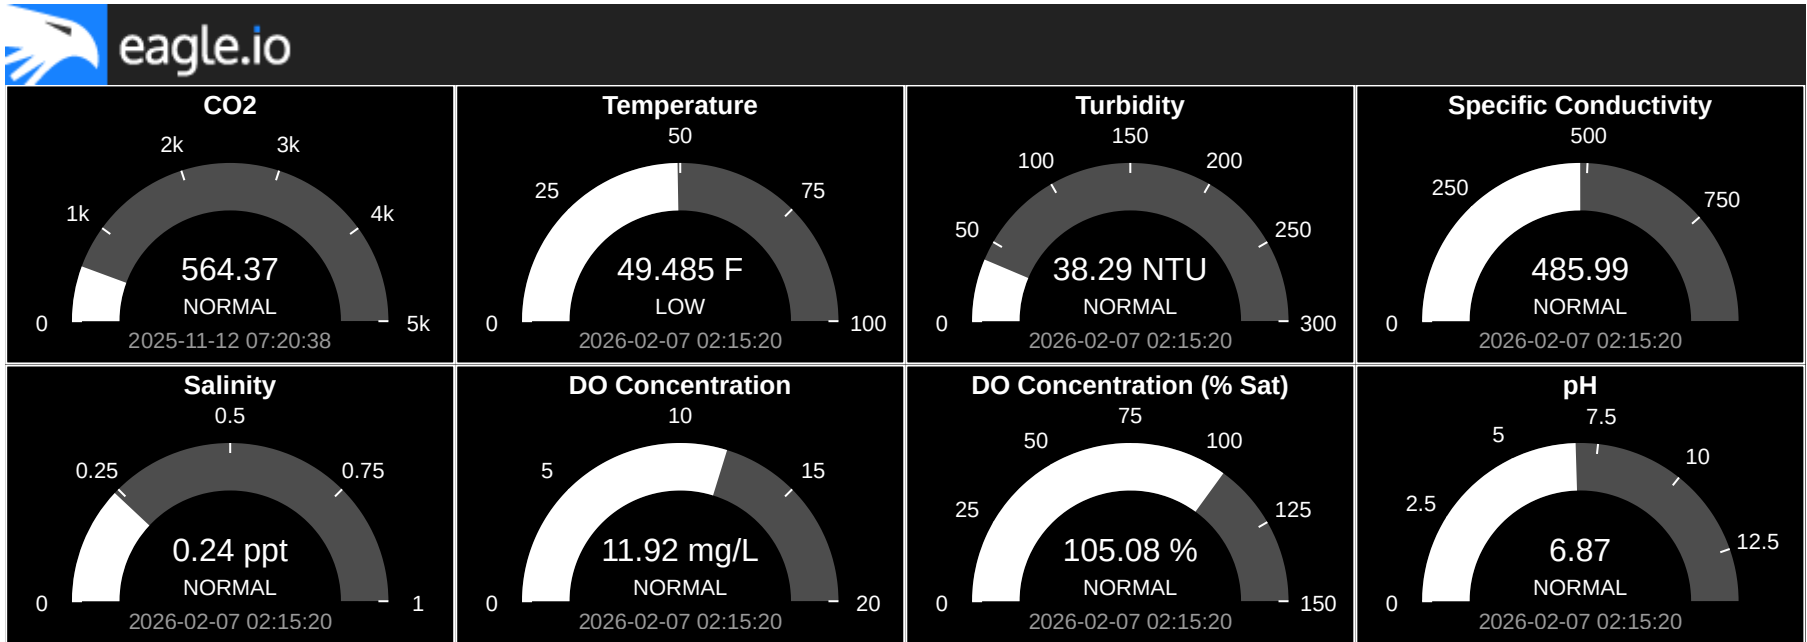 eagle.io
CO2
2k
3k
1k
4k
564.37
NORMAL
0
5k
2025-11-12 07:20:38
Temperature
50
25
75
49.485 F
LOW
0
100
2026-02-07 02:15:20
Turbidity
150
100
200
50
250
38.29 NTU
NORMAL
0
300
2026-02-07 02:15:20
Specific Conductivity
500
250
750
485.99
NORMAL
0
2026-02-07 02:15:20
Salinity
0.5
0.25
0.75
0.24 ppt
NORMAL
0
1
2026-02-07 02:15:20
DO Concentration
10
5
15
11.92 mg/L
NORMAL
0
20
2026-02-07 02:15:20
DO Concentration (% Sat)
75
50
100
25
125
105.08 %
NORMAL
0
150
2026-02-07 02:15:20
pH
7.5
5
10
2.5
12.5
6.87
NORMAL
0
2026-02-07 02:15:20